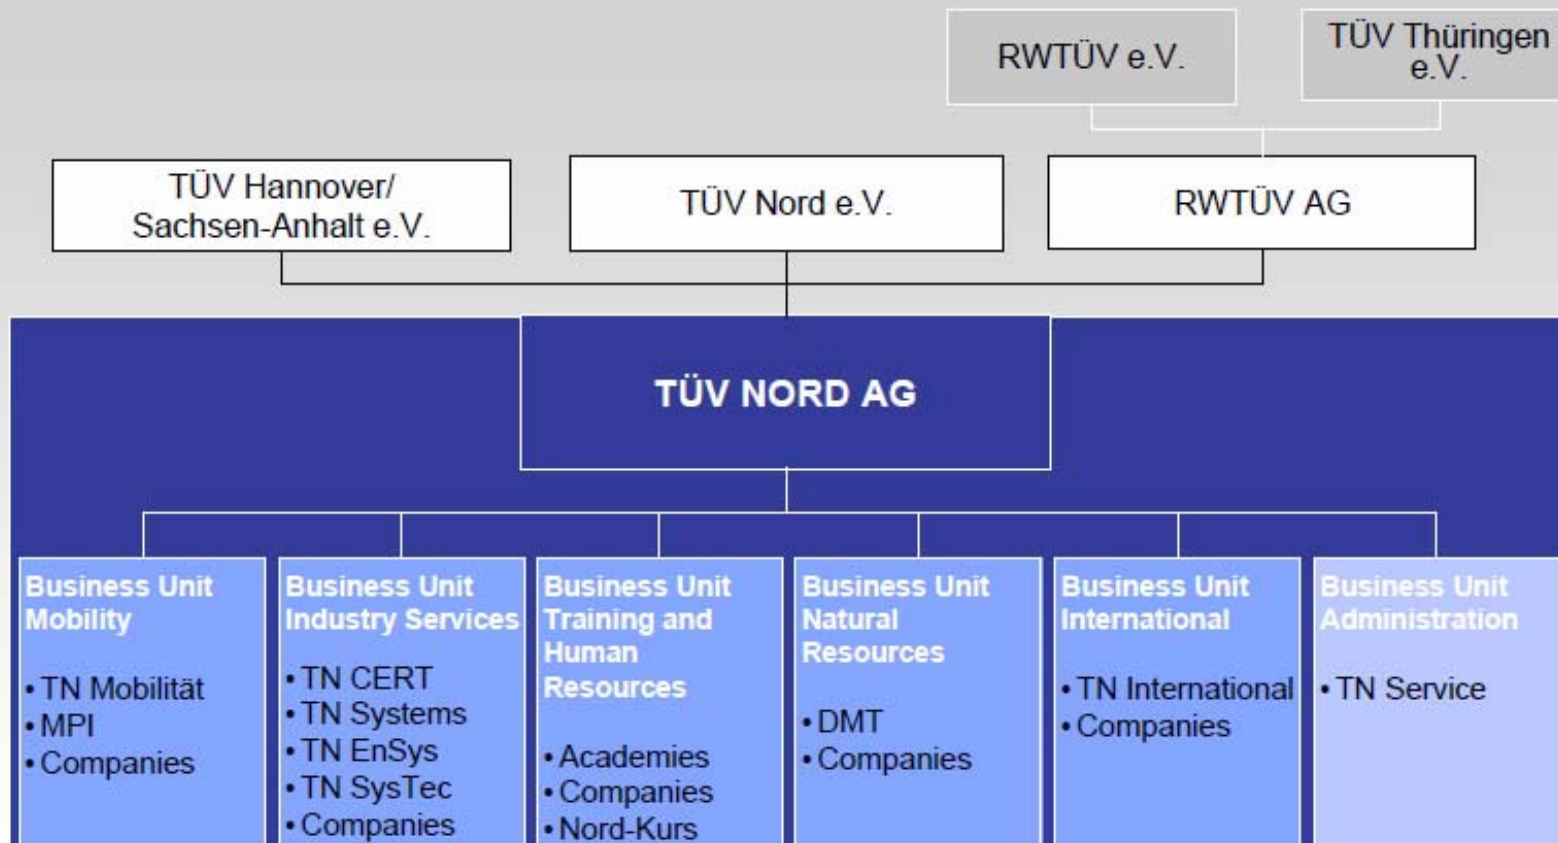 RWTÜV e.V.
TÜV Thüringen
e.V.
TÜV Hannover/
Sachsen-Anhalt e.V.
TÜV Nord e.V.
RWTÜV AG
TÜV NORD AG
Business Unit
Mobility
• TN Mobilität
• MPI
• Companies
Business Unit
Industry Services
• TN CERT
• TN Systems
• TN EnSys
• TN SysTec
• Companies
Business Unit
Training and
Human
Resources
• Academies
• Companies
• Nord-Kurs
Business Unit
Natural
Resources
• DMT
• Companies
Business Unit
International
• TN International
• Companies
Business Unit
Administration
• TN Service